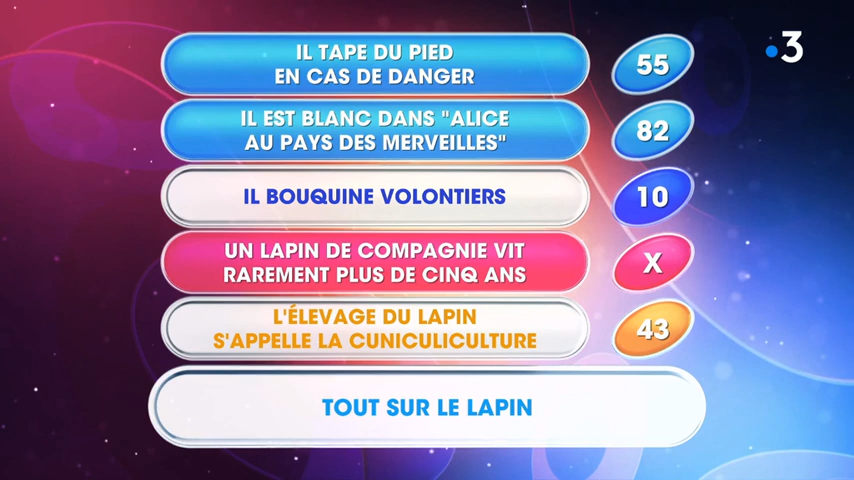 IL TAPE DU PIED
EN CAS DE DANGER
55
3
IL EST BLANC DANS "ALICE
AU PAYS DES MERVEILLES"
82
IL BOUQUINE VOLONTIERS
10
UN LAPIN DE COMPAGNIE VIT
RAREMENT PLUS DE CINQ ANS
X
L'ÉLEVAGE DU LAPIN
S'APPELLE LA CUNICULICULTURE
43
TOUT SUR LE LAPIN